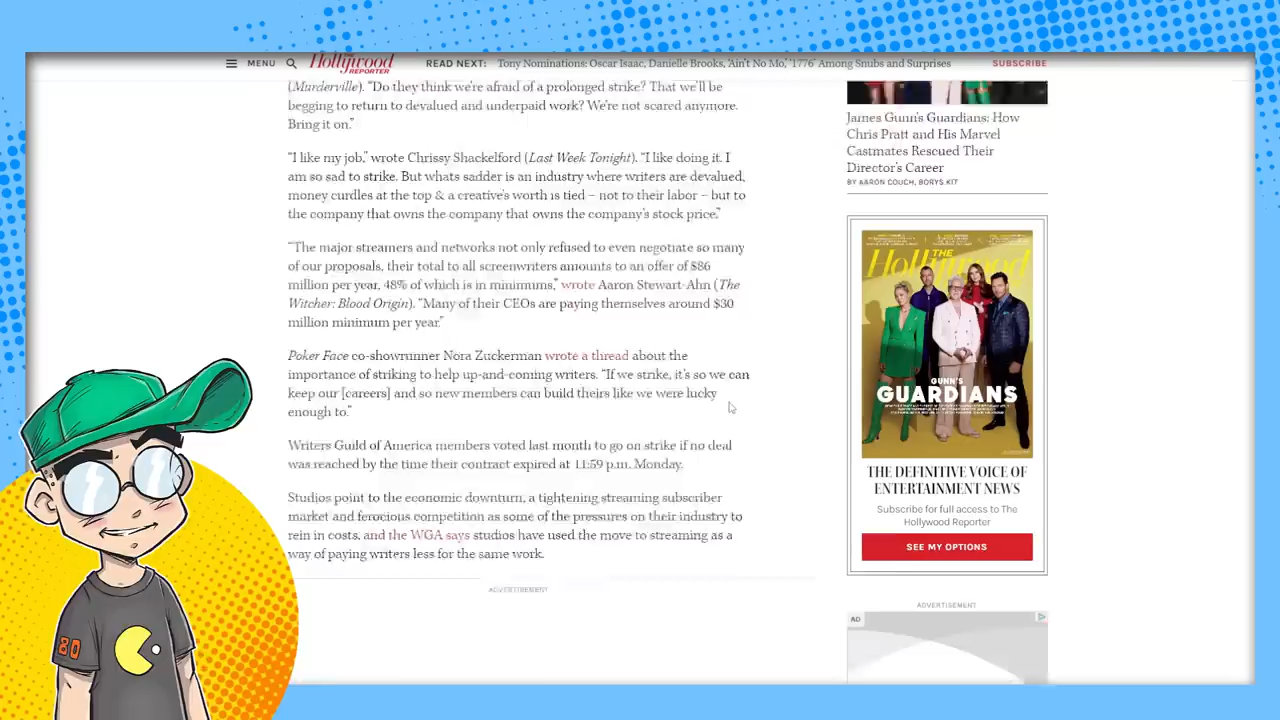 MENU
Hollywood
REPORTER
READ NEXT: Tony Nominations: Oscar Isaac, Danielle Brooks, 'Ain't No Mo,' '1776' Among Snubs and Surprises
SUBSCRIBE
(Murderville). "Do they think we're afraid of a prolonged strike? That we'll be
begging to return to devalued and underpaid work? We're not scared anymore.
Bring it on."
"I like my job," wrote Chrissy Shackelford (Last Week Tonight). "I like doing it. I
am so sad to strike. But whats sadder is an industry where writers are devalued,
money curdles at the top & a creative's worth is tied – not to their labor – but to
the company that owns the company that owns the company's stock price."
"The major streamers and networks not only refused to even negotiate so many
of our proposals, their total to all screenwriters amounts to an offer of $86
million per year, 48% of which is in minimums," wrote Aaron Stewart-Ahn (The
Witcher: Blood Origin). "Many of their CEOs are paying themselves around $30
million minimum per year."
Poker Face co-showrunner Nora Zuckerman wrote a thread about the
importance of striking to help up-and-coming writers. "If we strike, it's so we can
keep our [careers] and so new members can build theirs like we were lucky
enough to."
Writers Guild of America members voted last month to go on strike if no deal
was reached by the time their contract expired at 11:59 p.m. Monday.
Studios point to the economic downturn, a tightening streaming subscriber
market and ferocious competition as some of the pressures on their industry to
rein in costs, and the WGA says studios have used the move to streaming as a
way of paying writers less for the same work.
ADVERTISEMENT
James Gunn's Guardians: How
Chris Pratt and His Marvel
Castmates Rescued Their
Director's Career
BY AARON COUCH, BORYS KIT
THE
Hollywood
GUNN'S
GUARDIANS
THE DEFINITIVE VOICE OF
ENTERTAINMENT NEWS
Subscribe for full access to The
Hollywood Reporter
SEE MY OPTIONS
ADVERTISEMENT
AD
80